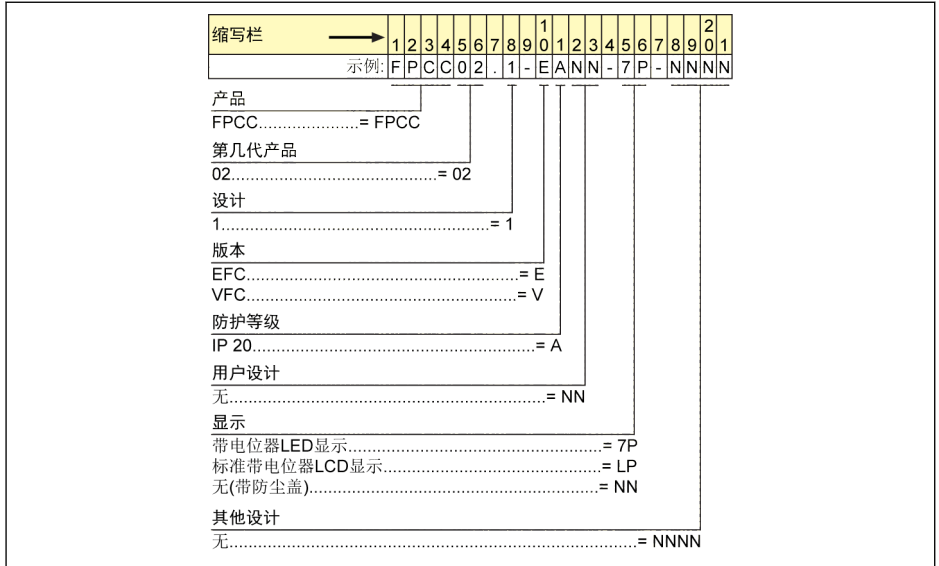 缩写栏 1 2 3 4 5 6 7 8 9 10 1 2 3 4 5 6 7 8 9 20 1
示例: F P C C 0 2 . 1 - E A N N - 7 P - N N N N
产品
FPCC.....................= FPCC
第几代产品
02..........................................= 02
设计
1......................................................= 1
版本
EFC.......................................................= E
VFC.......................................................= V
防护等级
IP 20.........................................................= A
用户设计
无................................................................= NN
显示
带电位器LED显示...................................................= 7P
标准带电位器LCD显示............................................= LP
无(带防尘盖)...........................................................= NN
其他设计
无..................................................................................= NNNN